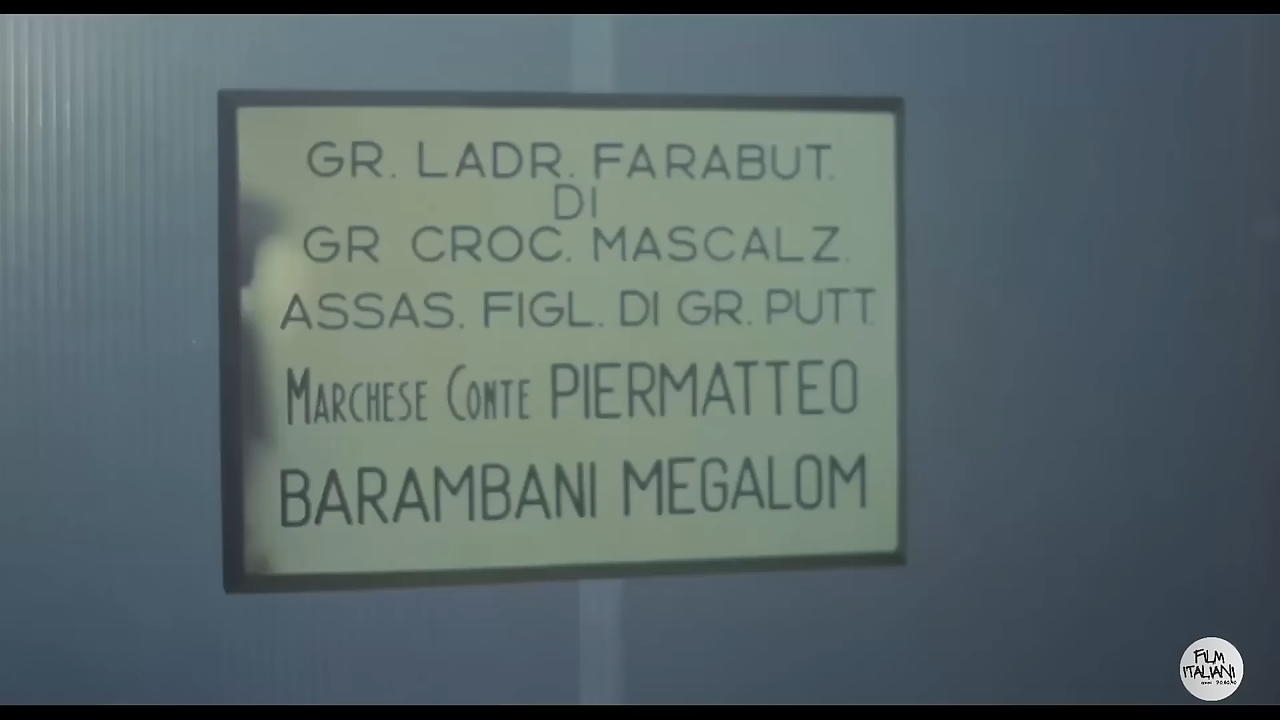 GR. LADR. FARABUT.
DI
GR CROC. MASCALZ.
ASSAS. FIGL. DI GR. PUTT.
MARCHESE CONTE PIERMATTEO
BARAMBANI MEGALOM
FILM
ITALIANI